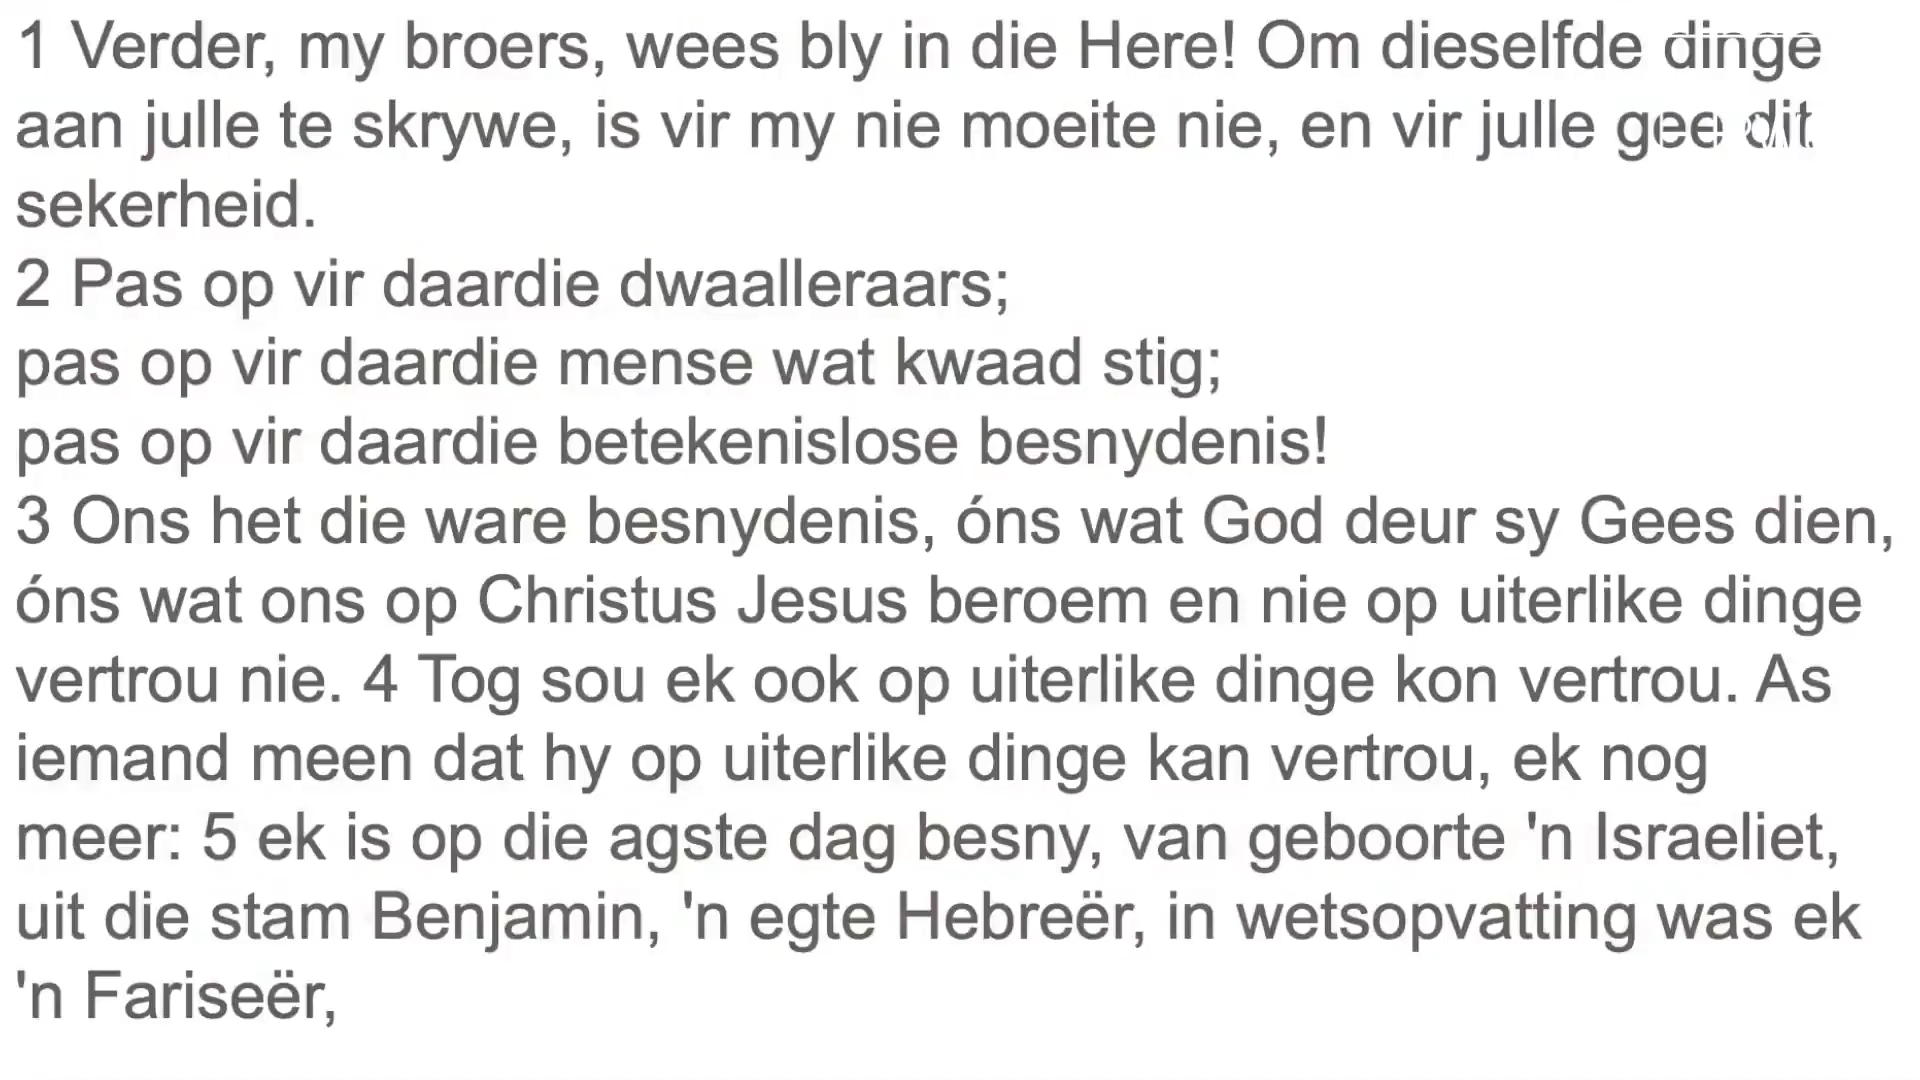 1 Verder, my broers, wees bly in die Here! Om dieselfde dinge
aan julle te skrywe, is vir my nie moeite nie, en vir julle gee dit
sekerheid.
2 Pas op vir daardie dwaalleraars;
pas op vir daardie mense wat kwaad stig;
pas op vir daardie betekenislose besnydenis!
3 Ons het die ware besnydenis, óns wat God deur sy Gees dien,
óns wat ons op Christus Jesus beroem en nie op uiterlike dinge
vertrou nie. 4 Tog sou ek ook op uiterlike dinge kon vertrou. As
iemand meen dat hy op uiterlike dinge kan vertrou, ek nog
meer: 5 ek is op die agste dag besny, van geboorte 'n Israeliet,
uit die stam Benjamin, 'n egte Hebreër, in wetsopvatting was ek
'n Fariseër,